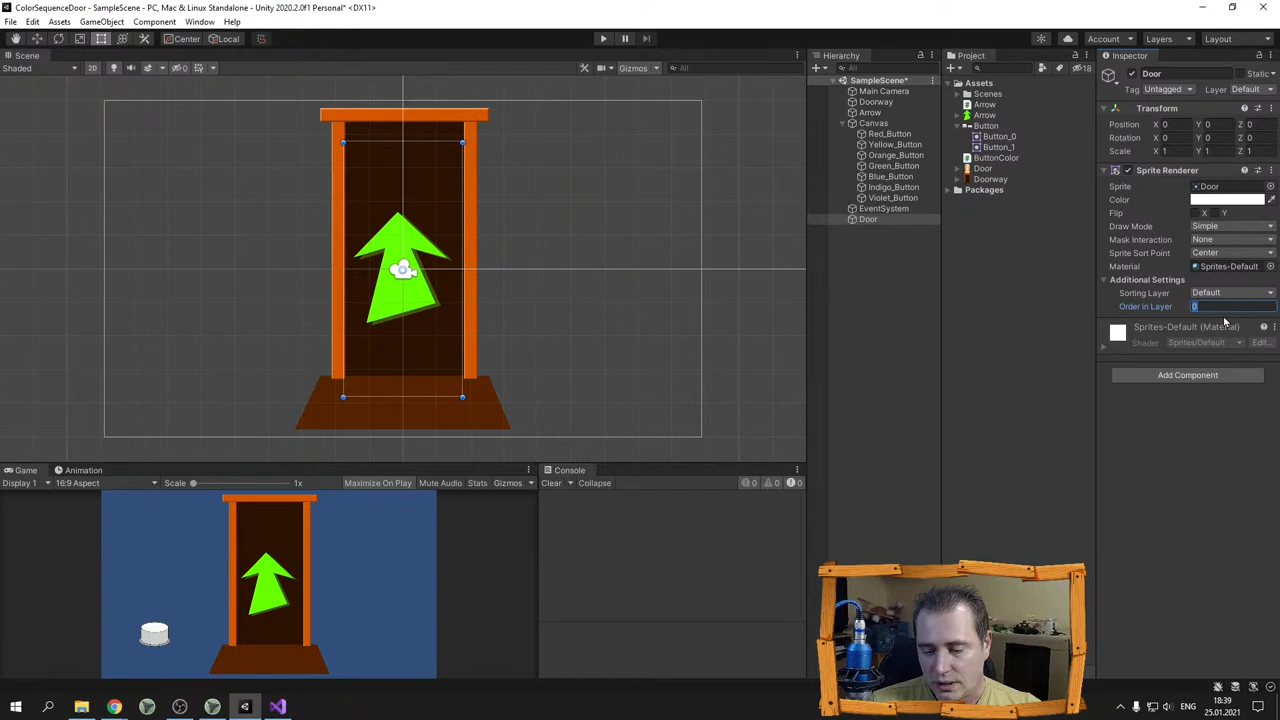 ColorSequenceDoor - SampleScene - PC, Mac & Linux Standalone - Unity 2020.2.0f1 Personal* <DX11>
File Edit Assets GameObject Component Window Help
Center Local Account Layers Layout
Scene Hierarchy Project Inspector
Shaded 2D 0 Gizmos All All 18
Door Static
Tag Untagged Layer Default
SampleScene*
Main Camera
Doorway
Arrow
Canvas
Red_Button
Yellow_Button
Orange_Button
Green_Button
Blue_Button
Indigo_Button
Violet_Button
EventSystem
Door
Assets
Scenes
Arrow
Arrow
Button
Button_0
Button_1
ButtonColor
Door
Doorway
Packages
Transform
Position X 0 Y 0 Z 0
Rotation X 0 Y 0 Z 0
Scale X 1 Y 1 Z 1
Sprite Renderer
Sprite Door
Color
Flip X Y
Draw Mode Simple
Mask Interaction None
Sprite Sort Point Center
Material Sprites-Default
Additional Settings
Sorting Layer Default
Order in Layer 0
Sprites-Default (Material)
Shader Sprites/Default Edit...
Add Component
Game Animation
Display 1 16:9 Aspect Scale 1x Maximize On Play Mute Audio Stats Gizmos
Console
Clear Collapse 0 0 0
ENG 18:39
25.01.2021